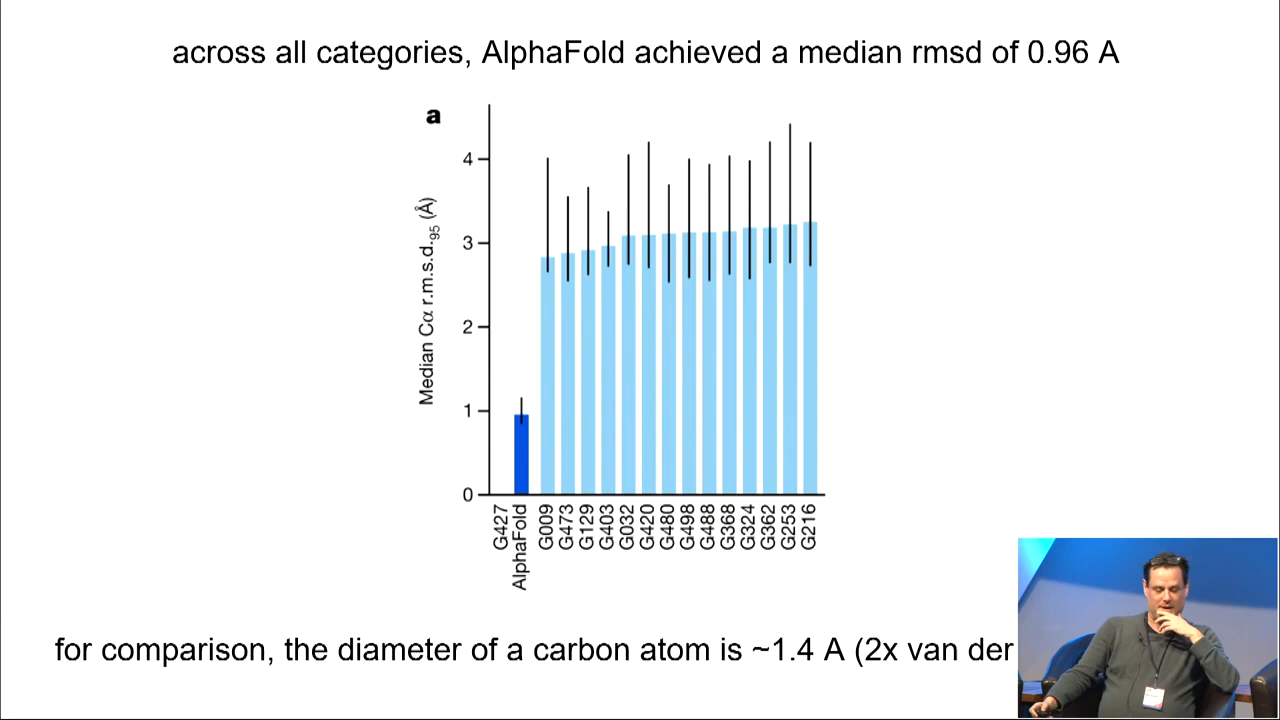 across all categories, AlphaFold achieved a median rmsd of 0.96 A
a
Median Cα r.m.s.d.95 (Å)
4
3
2
1
0
G427
AlphaFold
G009
G473
G129
G403
G032
G420
G480
G498
G488
G368
G324
G362
G253
G216
for comparison, the diameter of a carbon atom is ~1.4 A (2x van der